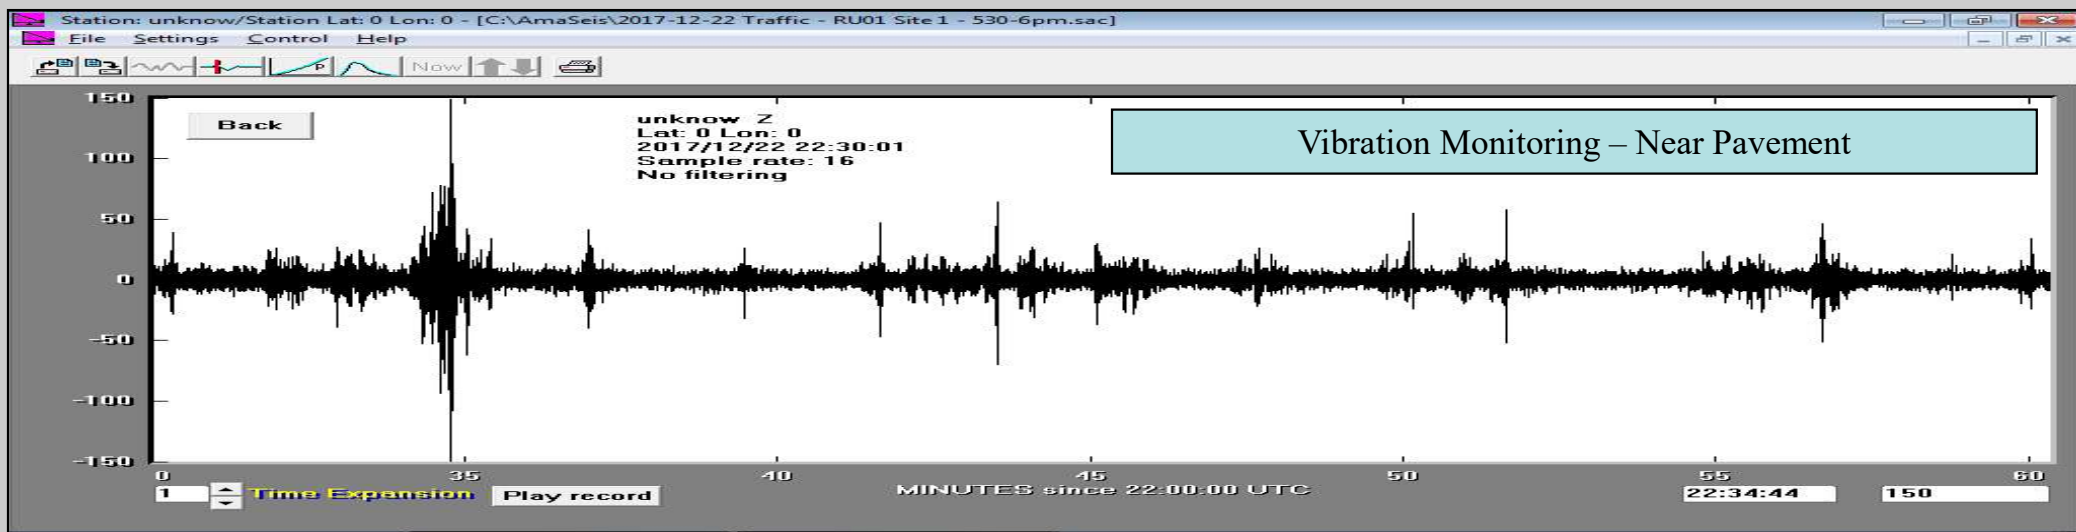 Station: unknow/Station Lat: 0 Lon: 0 - [C:\AmaSeis\2017-12-22 Traffic - RU01 Site 1 - 530-6pm.sac]
File Settings Control Help
P Now
150
Back
unknow Z
Lat: 0 Lon: 0
2017/12/22 22:30:01
Sample rate: 16
No filtering
Vibration Monitoring – Near Pavement
100
50
0
-50
-100
-150
0 35 40 45 50 55 60
1 Time Expansion Play record MINUTES since 22:00:00 UTC 22:34:44 150